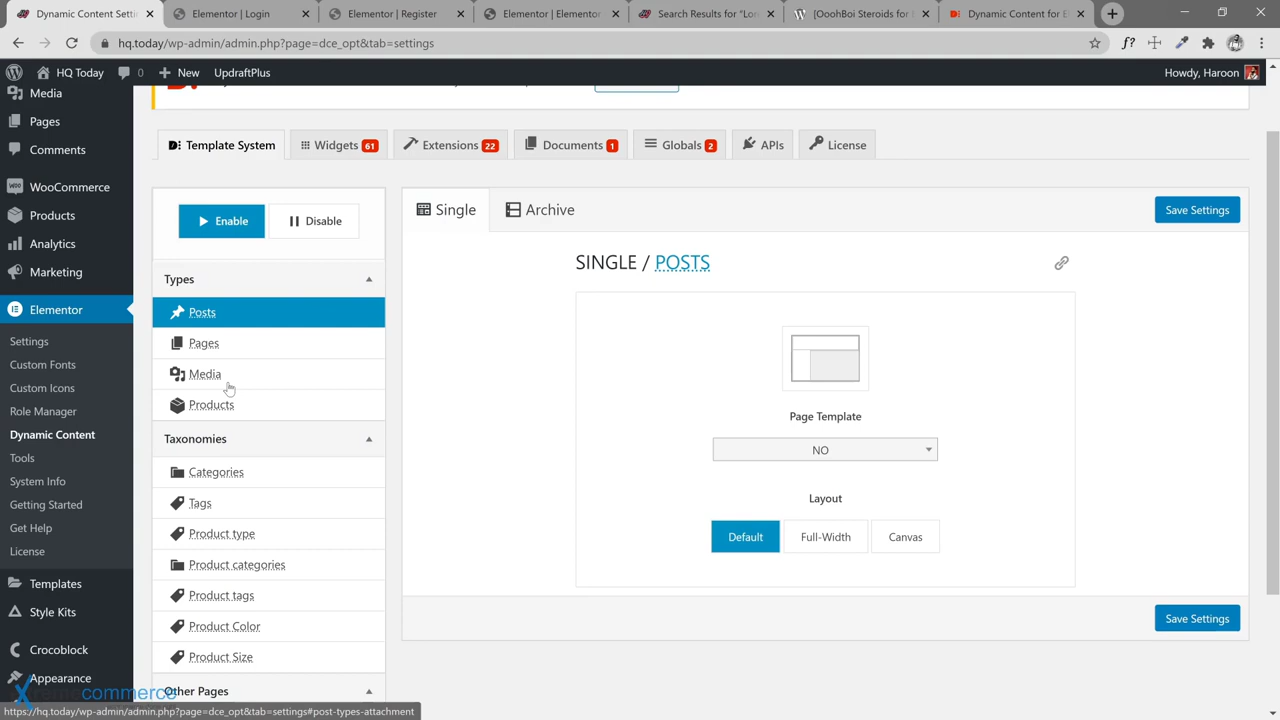 Dynamic Content Setti
Elementor | Login
Elementor | Register
Elementor | Elementor
Search Results for "Lor
[OoohBoi Steroids for
Dynamic Content for E
hq.today/wp-admin/admin.php?page=dce_opt&tab=settings
HQ Today
0
New
UpdraftPlus
Howdy, Haroon
Media
Pages
Comments
WooCommerce
Products
Analytics
Marketing
Elementor
Settings
Custom Fonts
Custom Icons
Role Manager
Dynamic Content
Tools
System Info
Getting Started
Get Help
License
Templates
Style Kits
Crocoblock
Appearance
Template System
Widgets 61
Extensions 22
Documents 1
Globals 2
APIs
License
Enable
Disable
Types
Posts
Pages
Media
Products
Taxonomies
Categories
Tags
Product type
Product categories
Product tags
Product Color
Product Size
Other Pages
Single
Archive
Save Settings
SINGLE / POSTS
Page Template
NO
Layout
Default
Full-Width
Canvas
Save Settings
Xtremecommerce
https://hq.today/wp-admin/admin.php?page=dce_opt&tab=settings#post-types-attachment